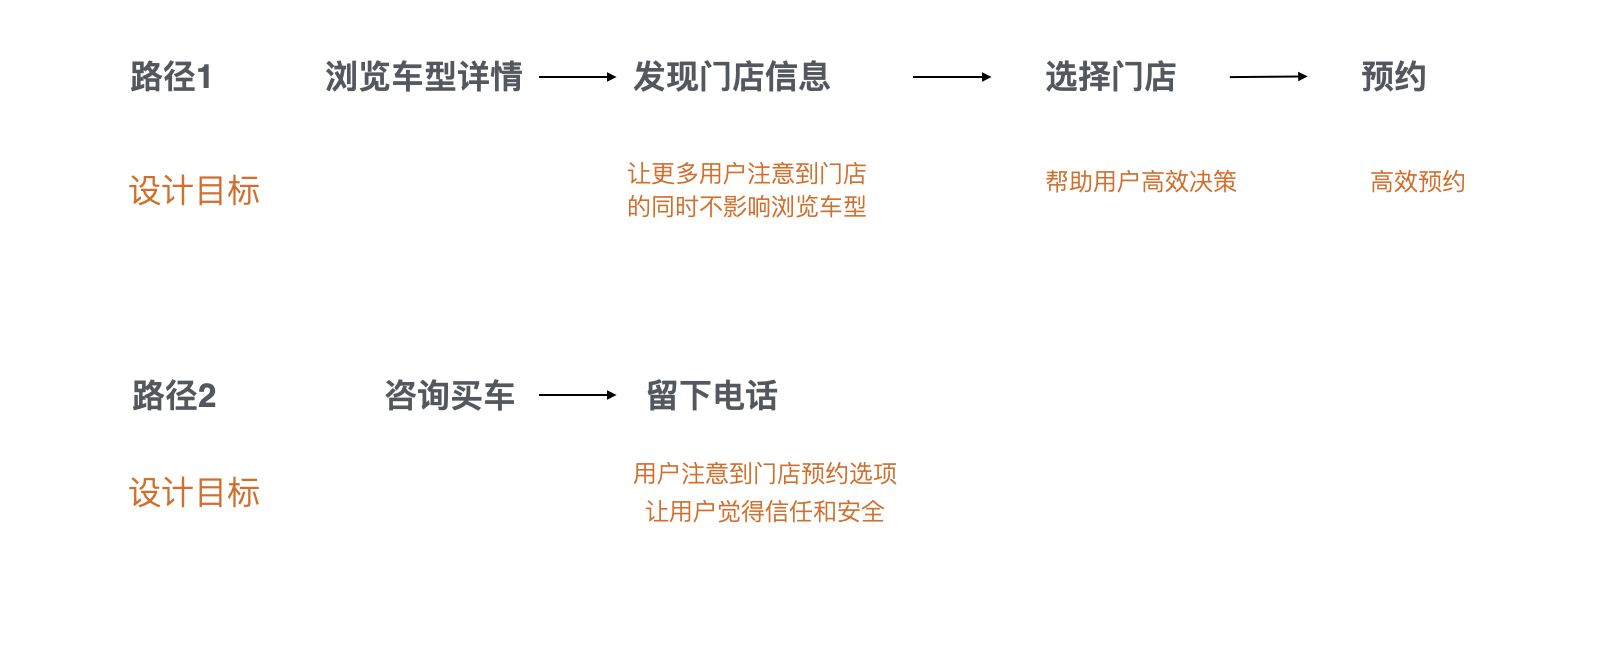 路径1 浏览车型详情 发现门店信息 选择门店 预约
设计目标 让更多用户注意到门店 帮助用户高效决策 高效预约
的同时不影响浏览车型
路径2 咨询买车 留下电话
设计目标 用户注意到门店预约选项
让用户觉得信任和安全